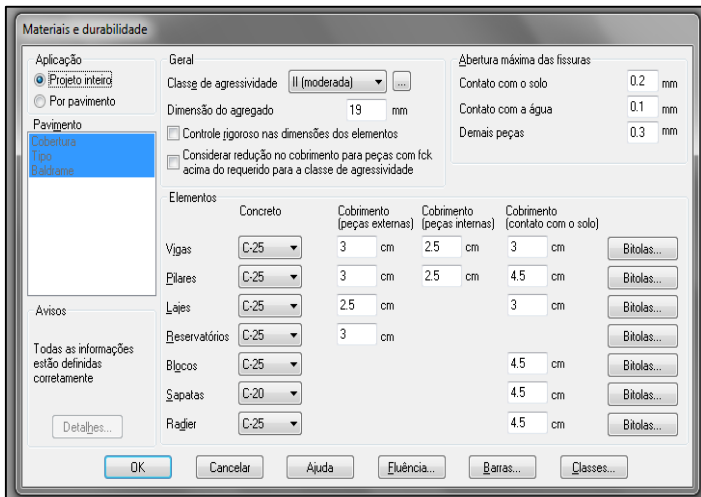 Materiais e durabilidade
Aplicação
Projeto inteiro
Por pavimento
Pavimento
Cobertura
Tipo
Baldrame
Avisos
Todas as informações
estão definidas
corretamente
Detalhes...
Geral
Classe de agressividade II (moderada) ...
Dimensão do agregado 19 mm
Controle rigoroso nas dimensões dos elementos
Considerar redução no cobrimento para peças com fck
acima do requerido para a classe de agressividade
Abertura máxima das fissuras
Contato com o solo 0.2 mm
Contato com a água 0.1 mm
Demais peças 0.3 mm
Elementos
Concreto Cobrimento Cobrimento Cobrimento
(peças externas) (peças internas) (contato com o solo)
Vigas C-25 3 cm 2.5 cm 3 cm Bitolas...
Pilares C-25 3 cm 2.5 cm 4.5 cm Bitolas...
Lajes C-25 2.5 cm 3 cm Bitolas...
Reservatórios C-25 3 cm Bitolas...
Blocos C-25 4.5 cm Bitolas...
Sapatas C-20 4.5 cm Bitolas...
Radier C-25 4.5 cm Bitolas...
OK Cancelar Ajuda Fluência... Barras... Classes...